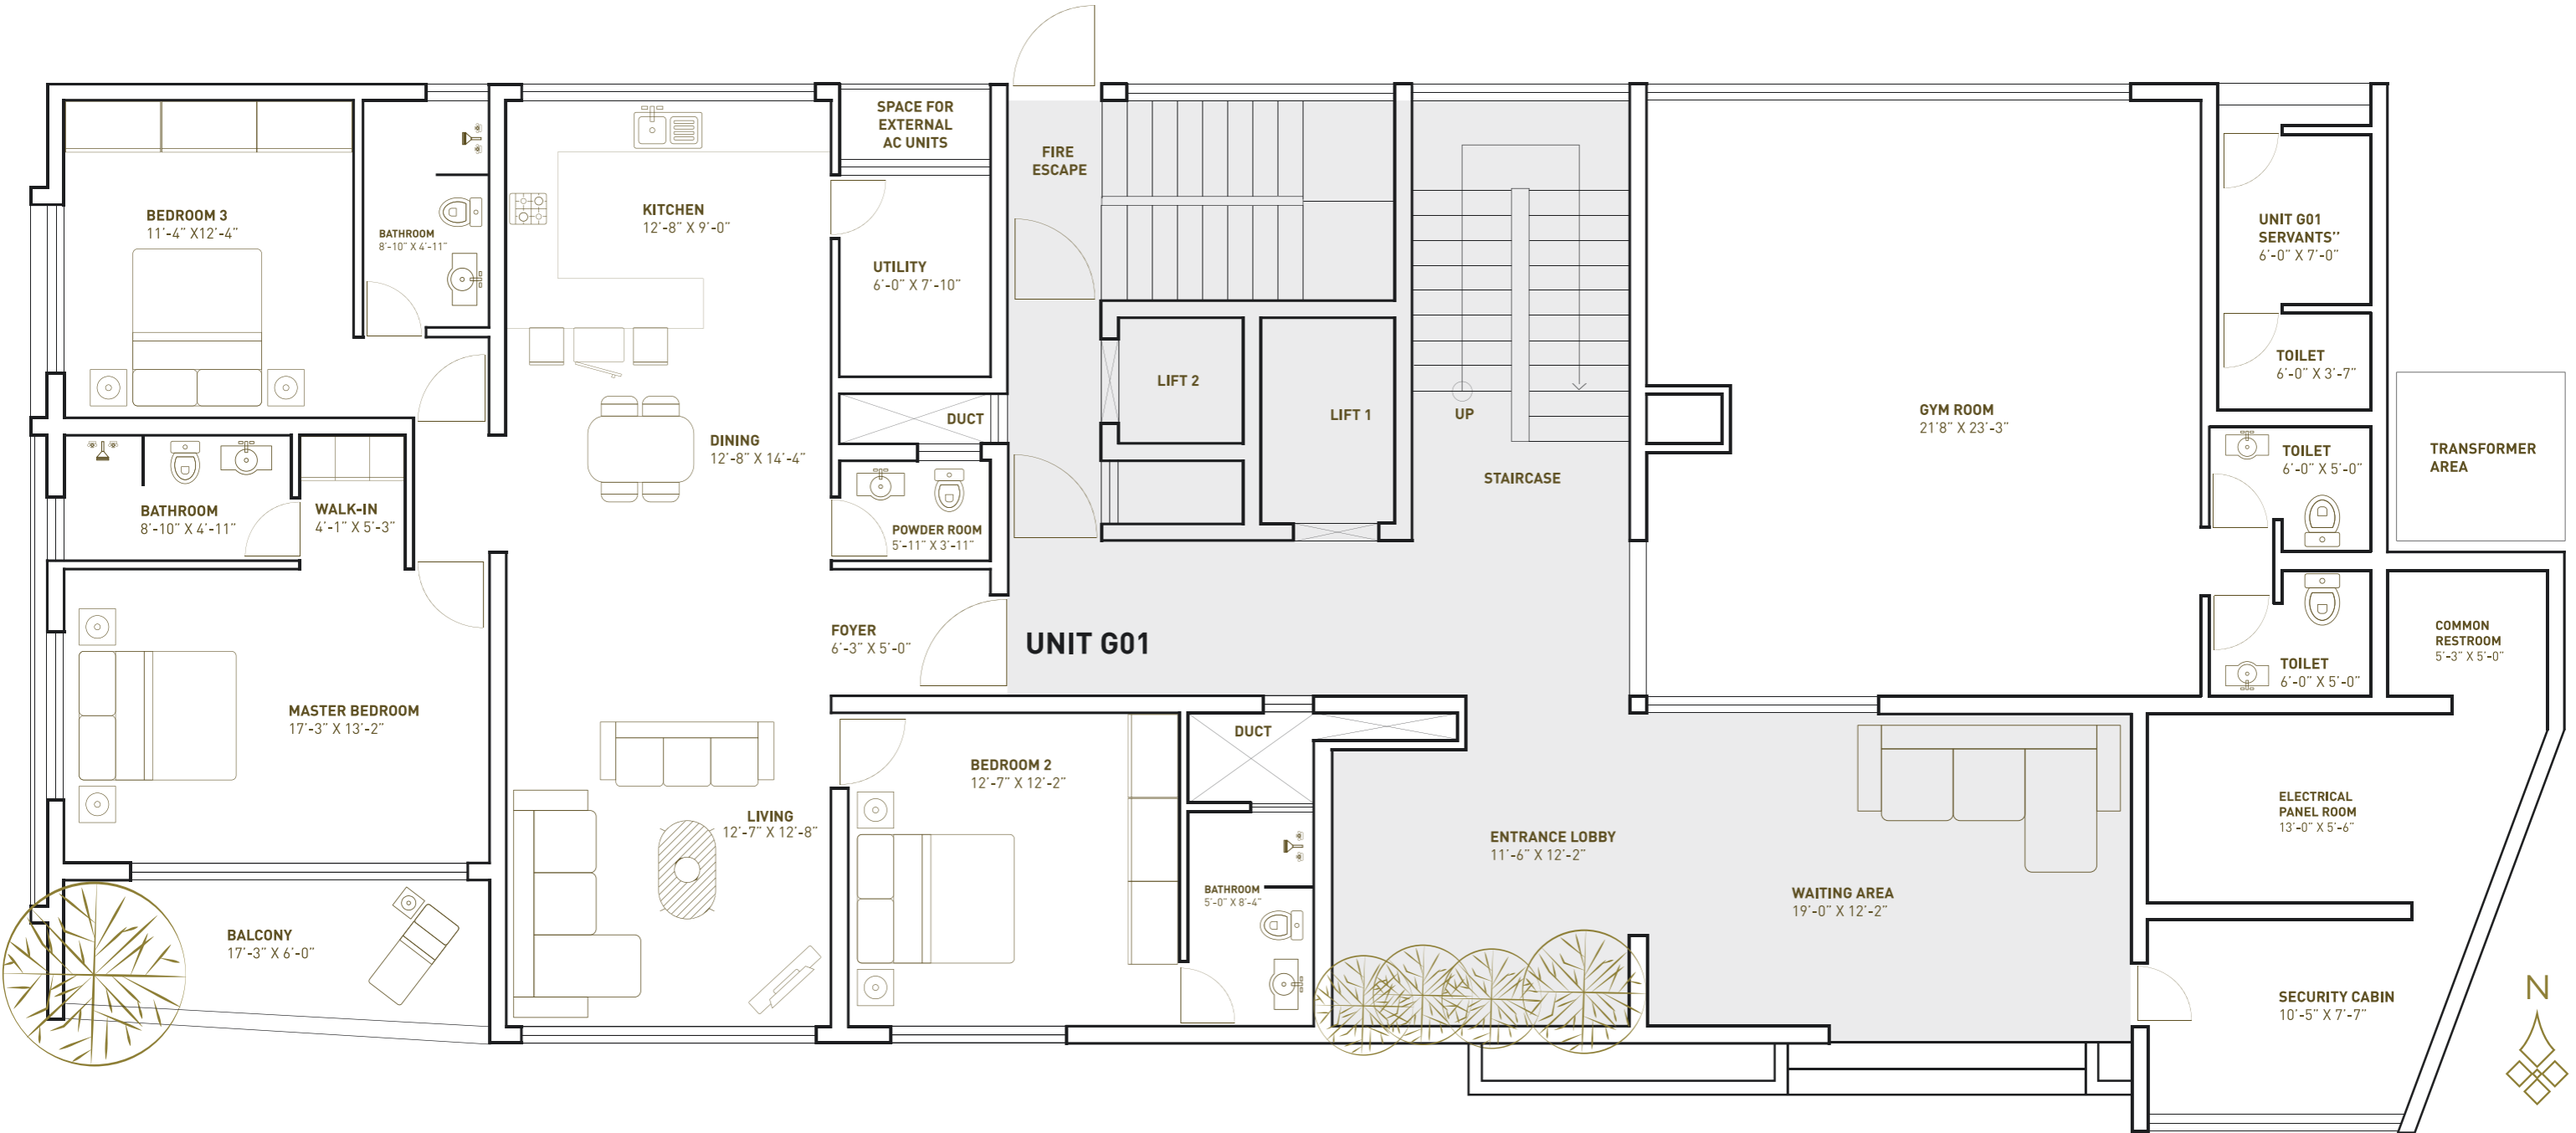 SPACE FOR
EXTERNAL
AC UNITS
FIRE
ESCAPE
BEDROOM 3
11'-4" X12'-4"
BATHROOM
8'-10" X 4'-11"
KITCHEN
12'-8" X 9'-0"
UTILITY
6'-0" X 7'-10"
UNIT G01
SERVANTS''
6'-0" X 7'-0"
TOILET
6'-0" X 3'-7"
LIFT 2
LIFT 1
UP
DUCT
DINING
12'-8" X 14'-4"
GYM ROOM
21'8" X 23'-3"
TOILET
6'-0" X 5'-0"
TRANSFORMER
AREA
STAIRCASE
BATHROOM
8'-10" X 4'-11"
WALK-IN
4'-1" X 5'-3"
POWDER ROOM
5'-11" X 3'-11"
FOYER
6'-3" X 5'-0"
UNIT G01
COMMON
RESTROOM
5'-3" X 5'-0"
TOILET
6'-0" X 5'-0"
MASTER BEDROOM
17'-3" X 13'-2"
DUCT
BEDROOM 2
12'-7" X 12'-2"
LIVING
12'-7" X 12'-8"
ENTRANCE LOBBY
11'-6" X 12'-2"
ELECTRICAL
PANEL ROOM
13'-0" X 5'-6"
BATHROOM
5'-0" X 8'-4"
WAITING AREA
19'-0" X 12'-2"
BALCONY
17'-3" X 6'-0"
SECURITY CABIN
10'-5" X 7'-7"
N